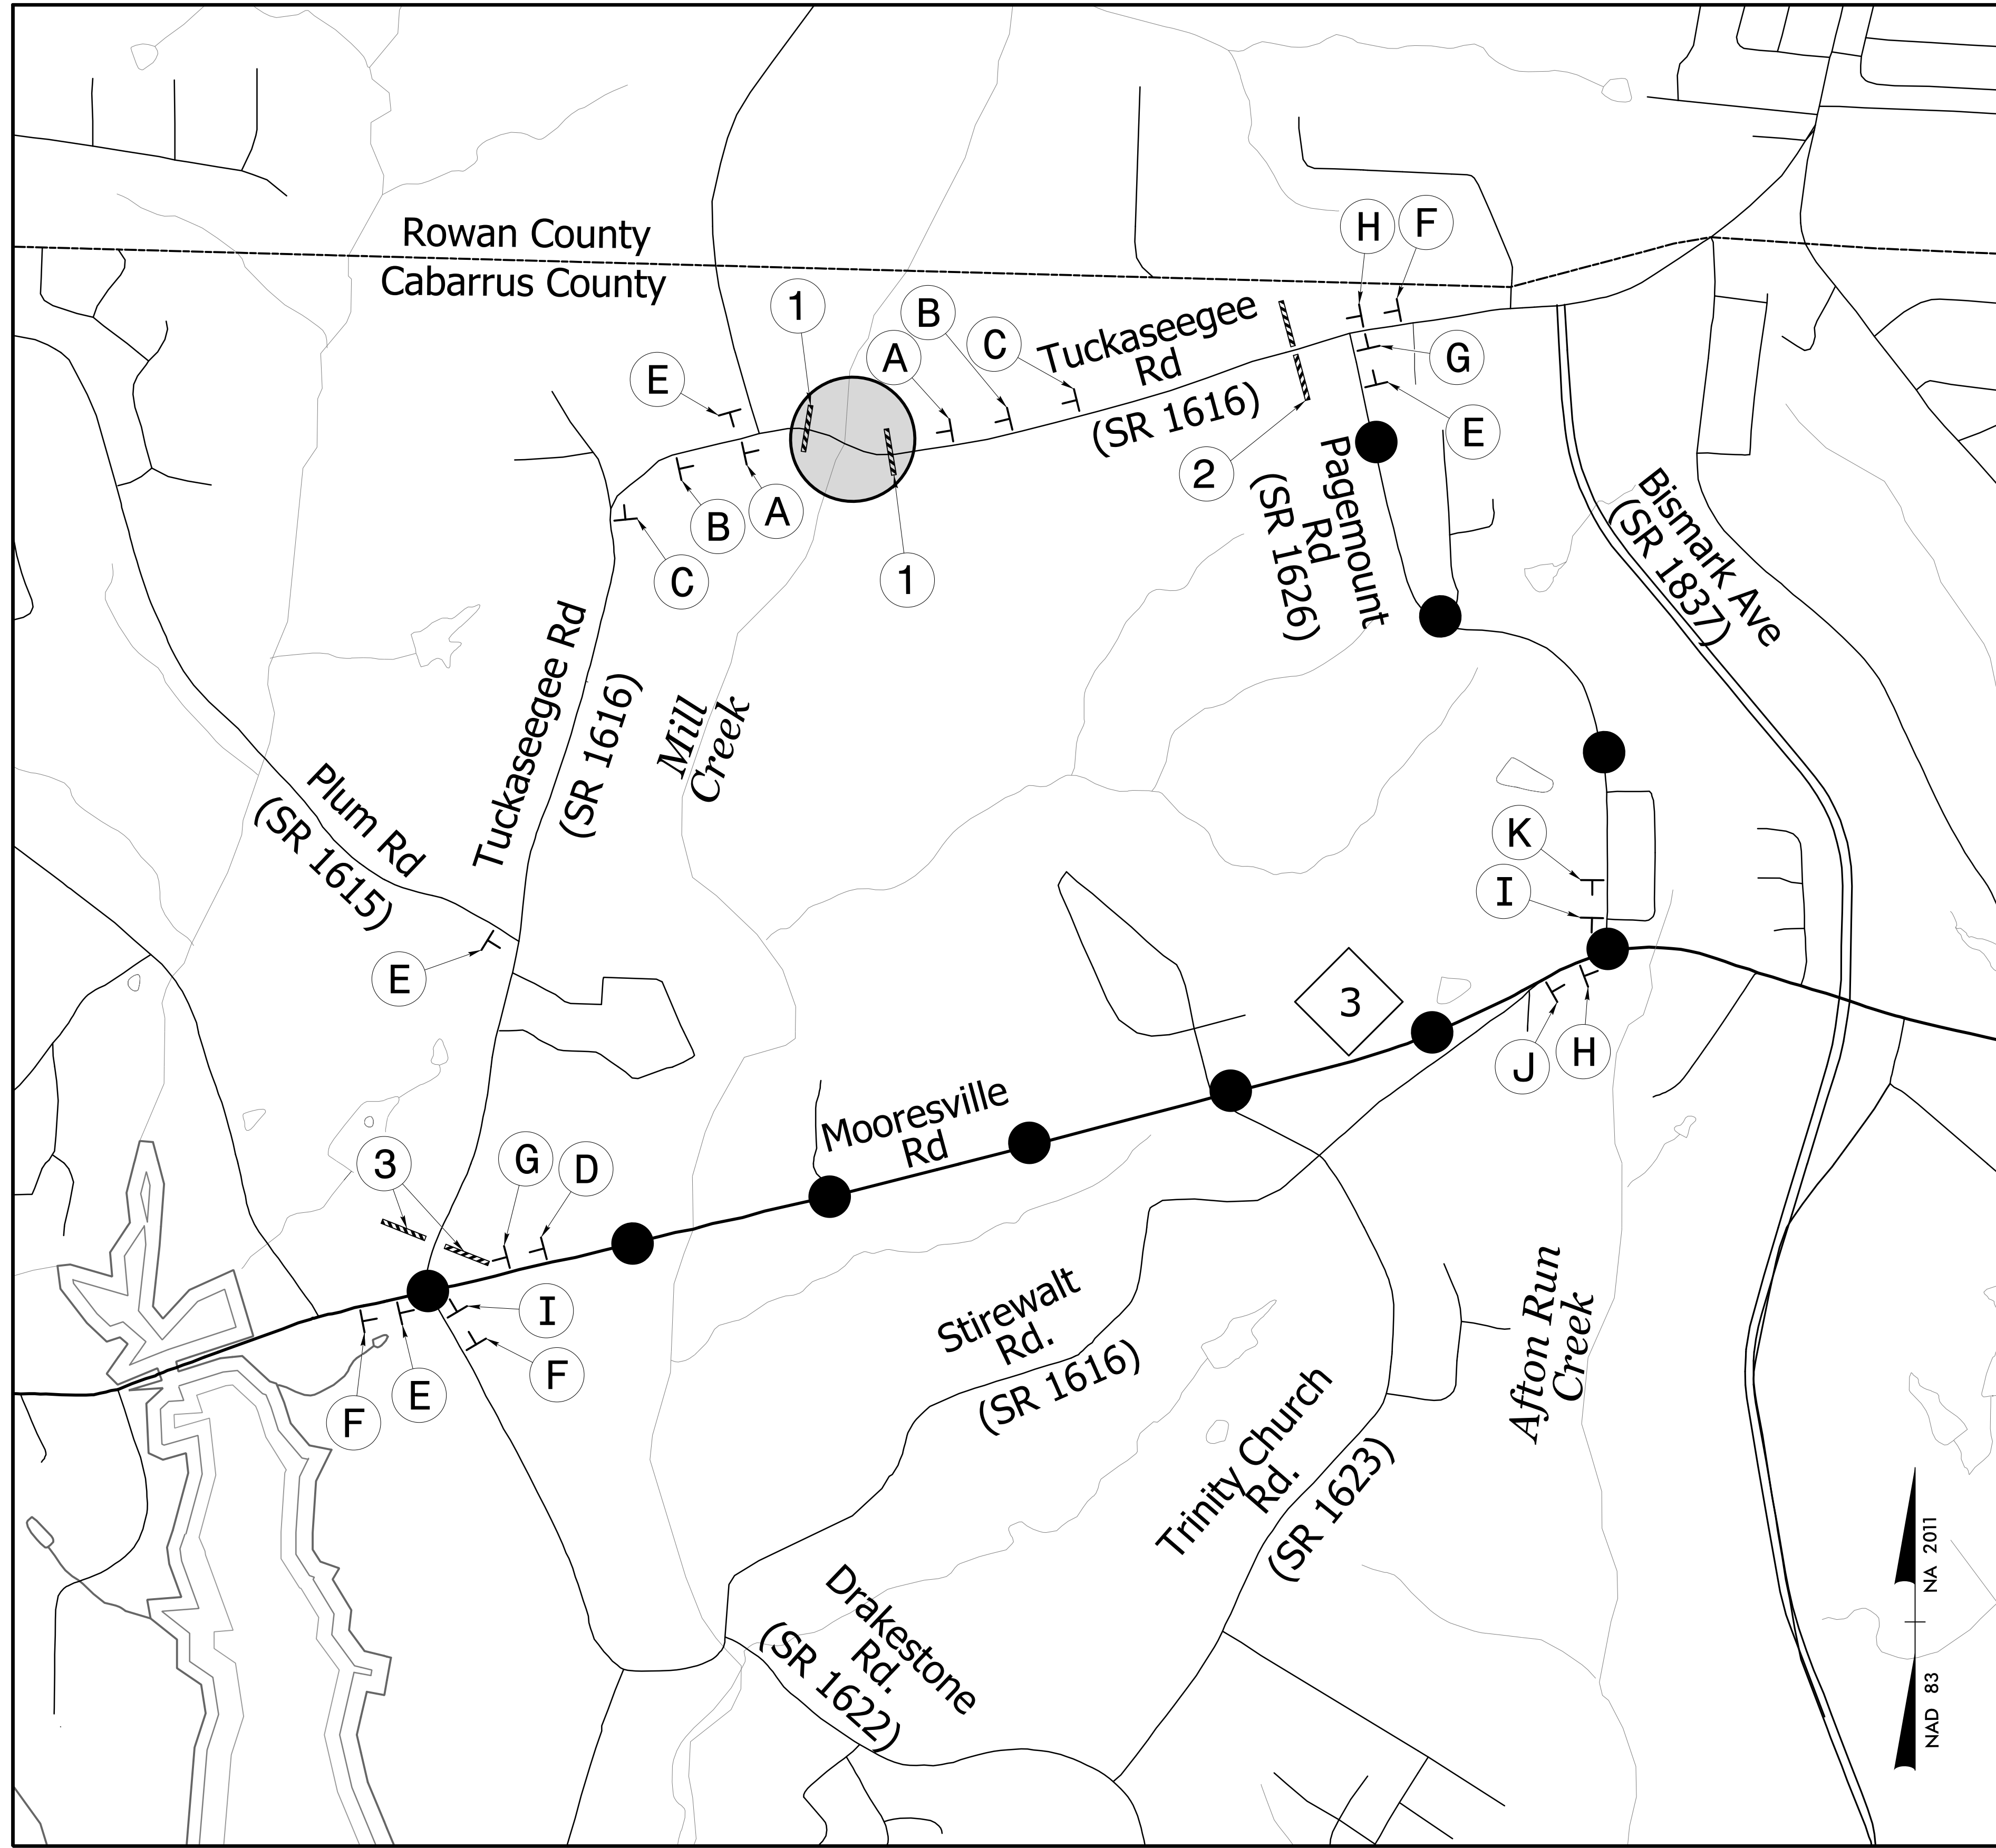 Rowan County
Cabarrus County
H
F
1
B
A
C
Tuckaseegee
Rd
(SR 1616)
G
E
E
2
B
A
C
1
Pagemount
Rd
(SR 1626)
Bismark Ave
(SR 1837)
Tuckaseegee Rd
(SR 1616)
Mill
Creek
Plum Rd
(SR 1615)
E
K
I
3
J
H
Mooresville
Rd
3
G
D
I
F
F
E
Stirewalt
Rd.
(SR 1616)
Trinity Church
Rd.
(SR 1623)
Afton Run
Creek
Drakestone
Rd.
(SR 1622)
NA 2011
NAD 83